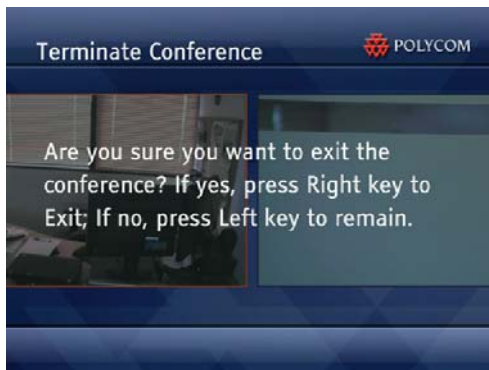 Terminate Conference
POLYCOM
Are you sure you want to exit the
conference? If yes, press Right key to
Exit; If no, press Left key to remain.